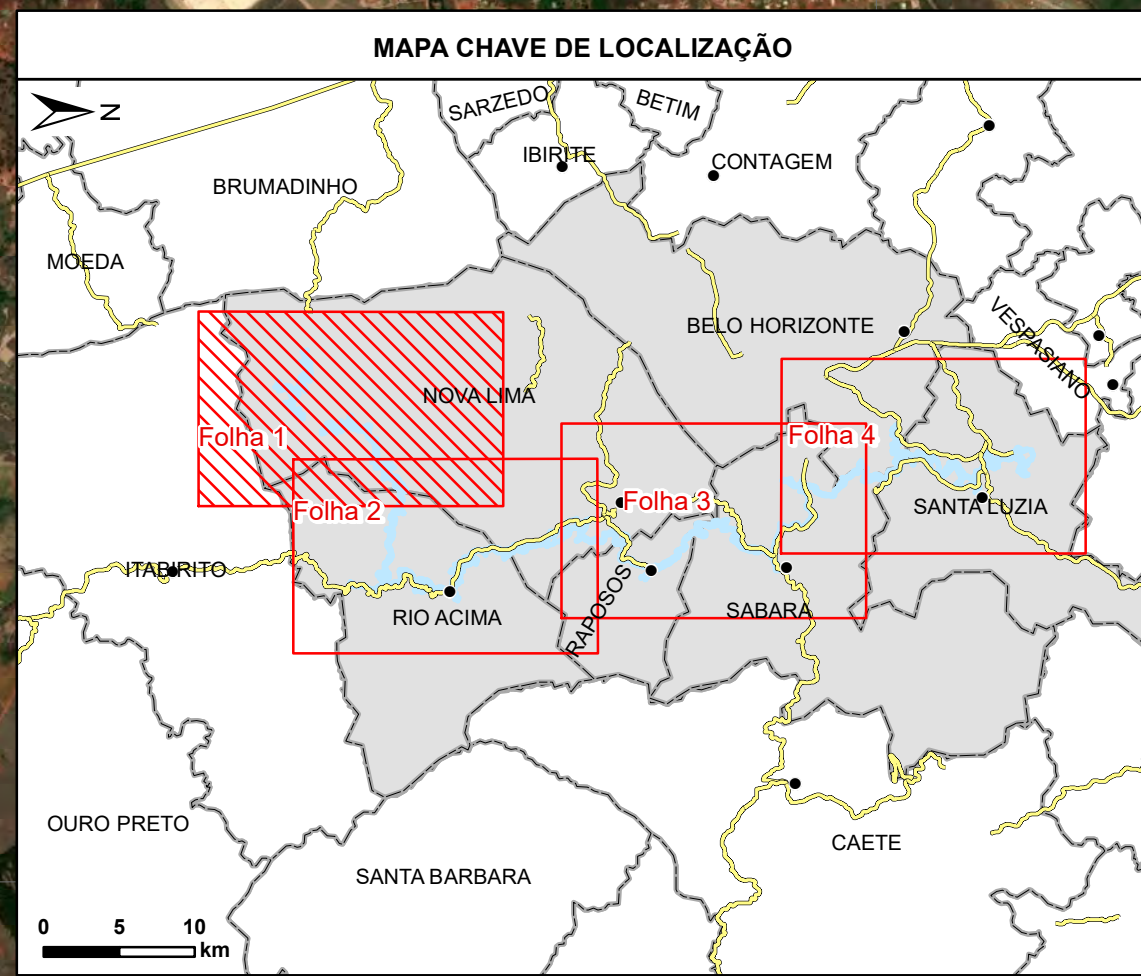 MAPA CHAVE DE LOCALIZAÇÃO
N
SARZEDO
BETIM
IBIRITE
CONTAGEM
BRUMADINHO
MOEDA
VESPASIANO
BELO HORIZONTE
NOVA LIMA
Folha 1
Folha 4
Folha 2
Folha 3
SANTA LUZIA
ITABIRITO
RAPOSOS
RIO ACIMA
SABARA
OURO PRETO
CAETE
SANTA BARBARA
0 5 10
km